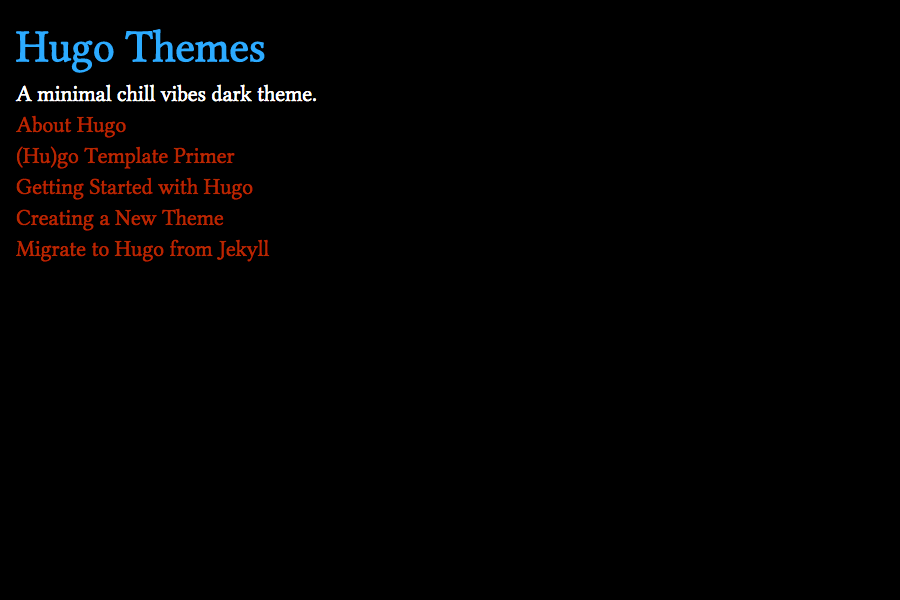 Hugo Themes
A minimal chill vibes dark theme.
About Hugo
(Hu)go Template Primer
Getting Started with Hugo
Creating a New Theme
Migrate to Hugo from Jekyll